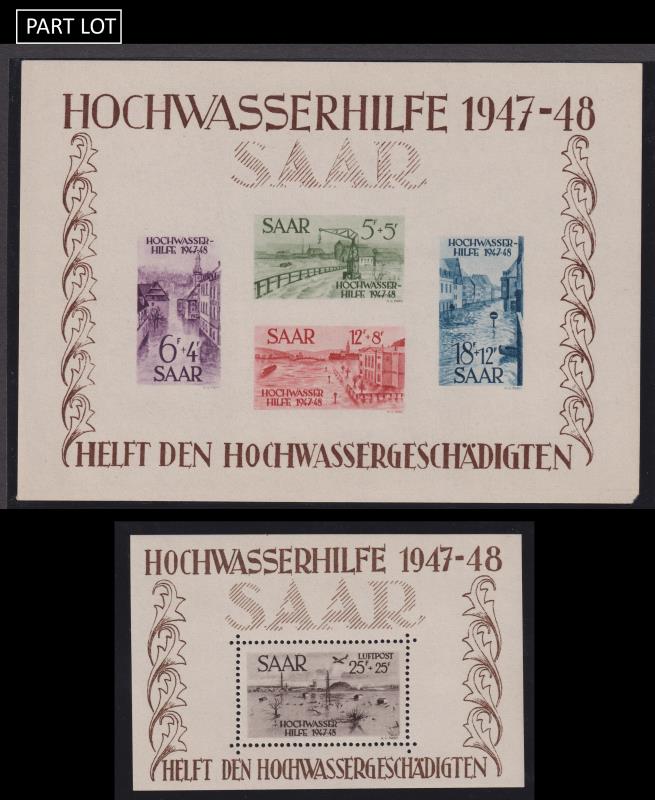 PART LOT
HOCHWASSERHILFE 1947-48
SAAR
HOCHWASSER-
HILFE 1947-48
6F+4F
SAAR
SAAR
5F+5F
HOCHWASSER-
HILFE 1947-48
SAAR
12F+8F
HOCHWASSER
HILFE 1947-48
HOCHWASSER-
HILFE 1947-48
18F+12F
SAAR
HELFT DEN HOCHWASSERGESCHÄDIGTEN
HOCHWASSERHILFE 1947-48
SAAR
SAAR
LUFTPOST
25F+25F
HOCHWASSER
HILFE 1947-48
HELFT DEN HOCHWASSERGESCHÄDIGTEN